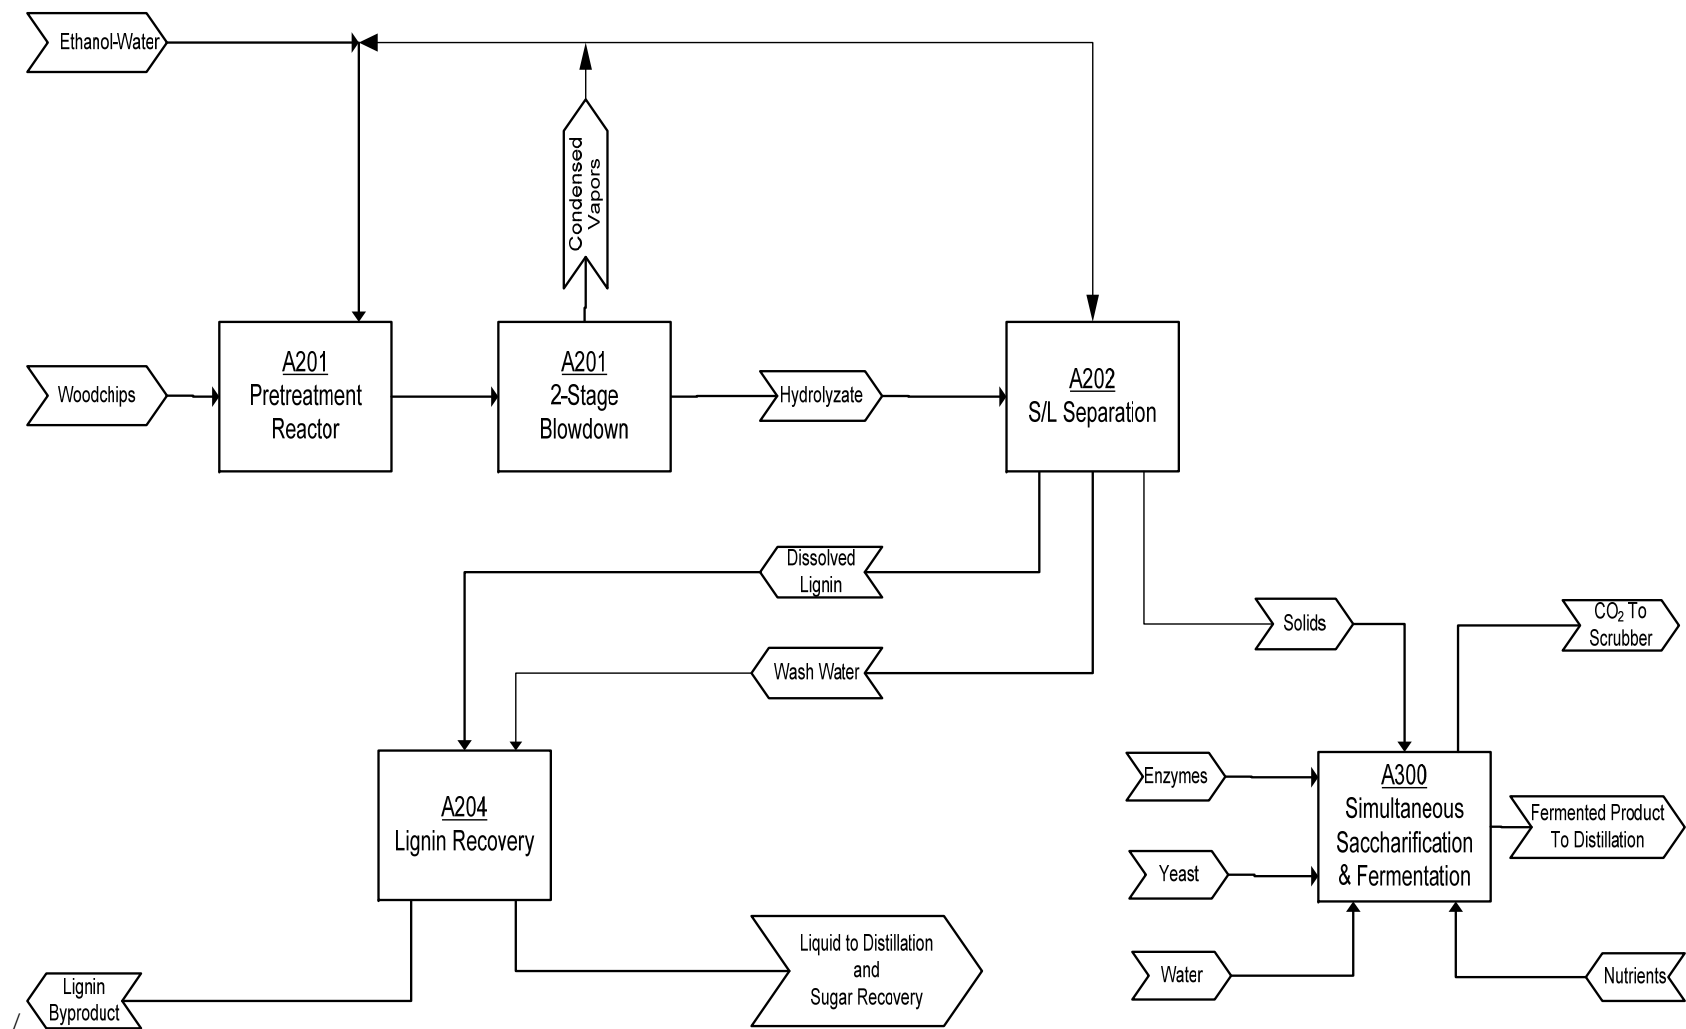 Ethanol-Water
Condensed
Vapors
Woodchips
A201
Pretreatment
Reactor
A201
2-Stage
Blowdown
Hydrolyzate
A202
S/L Separation
Dissolved
Lignin
Wash Water
Solids
CO₂ To
Scrubber
A204
Lignin Recovery
Enzymes
Yeast
Water
A300
Simultaneous
Saccharification
& Fermentation
Fermented Product
To Distillation
Nutrients
Lignin
Byproduct
Liquid to Distillation
and
Sugar Recovery